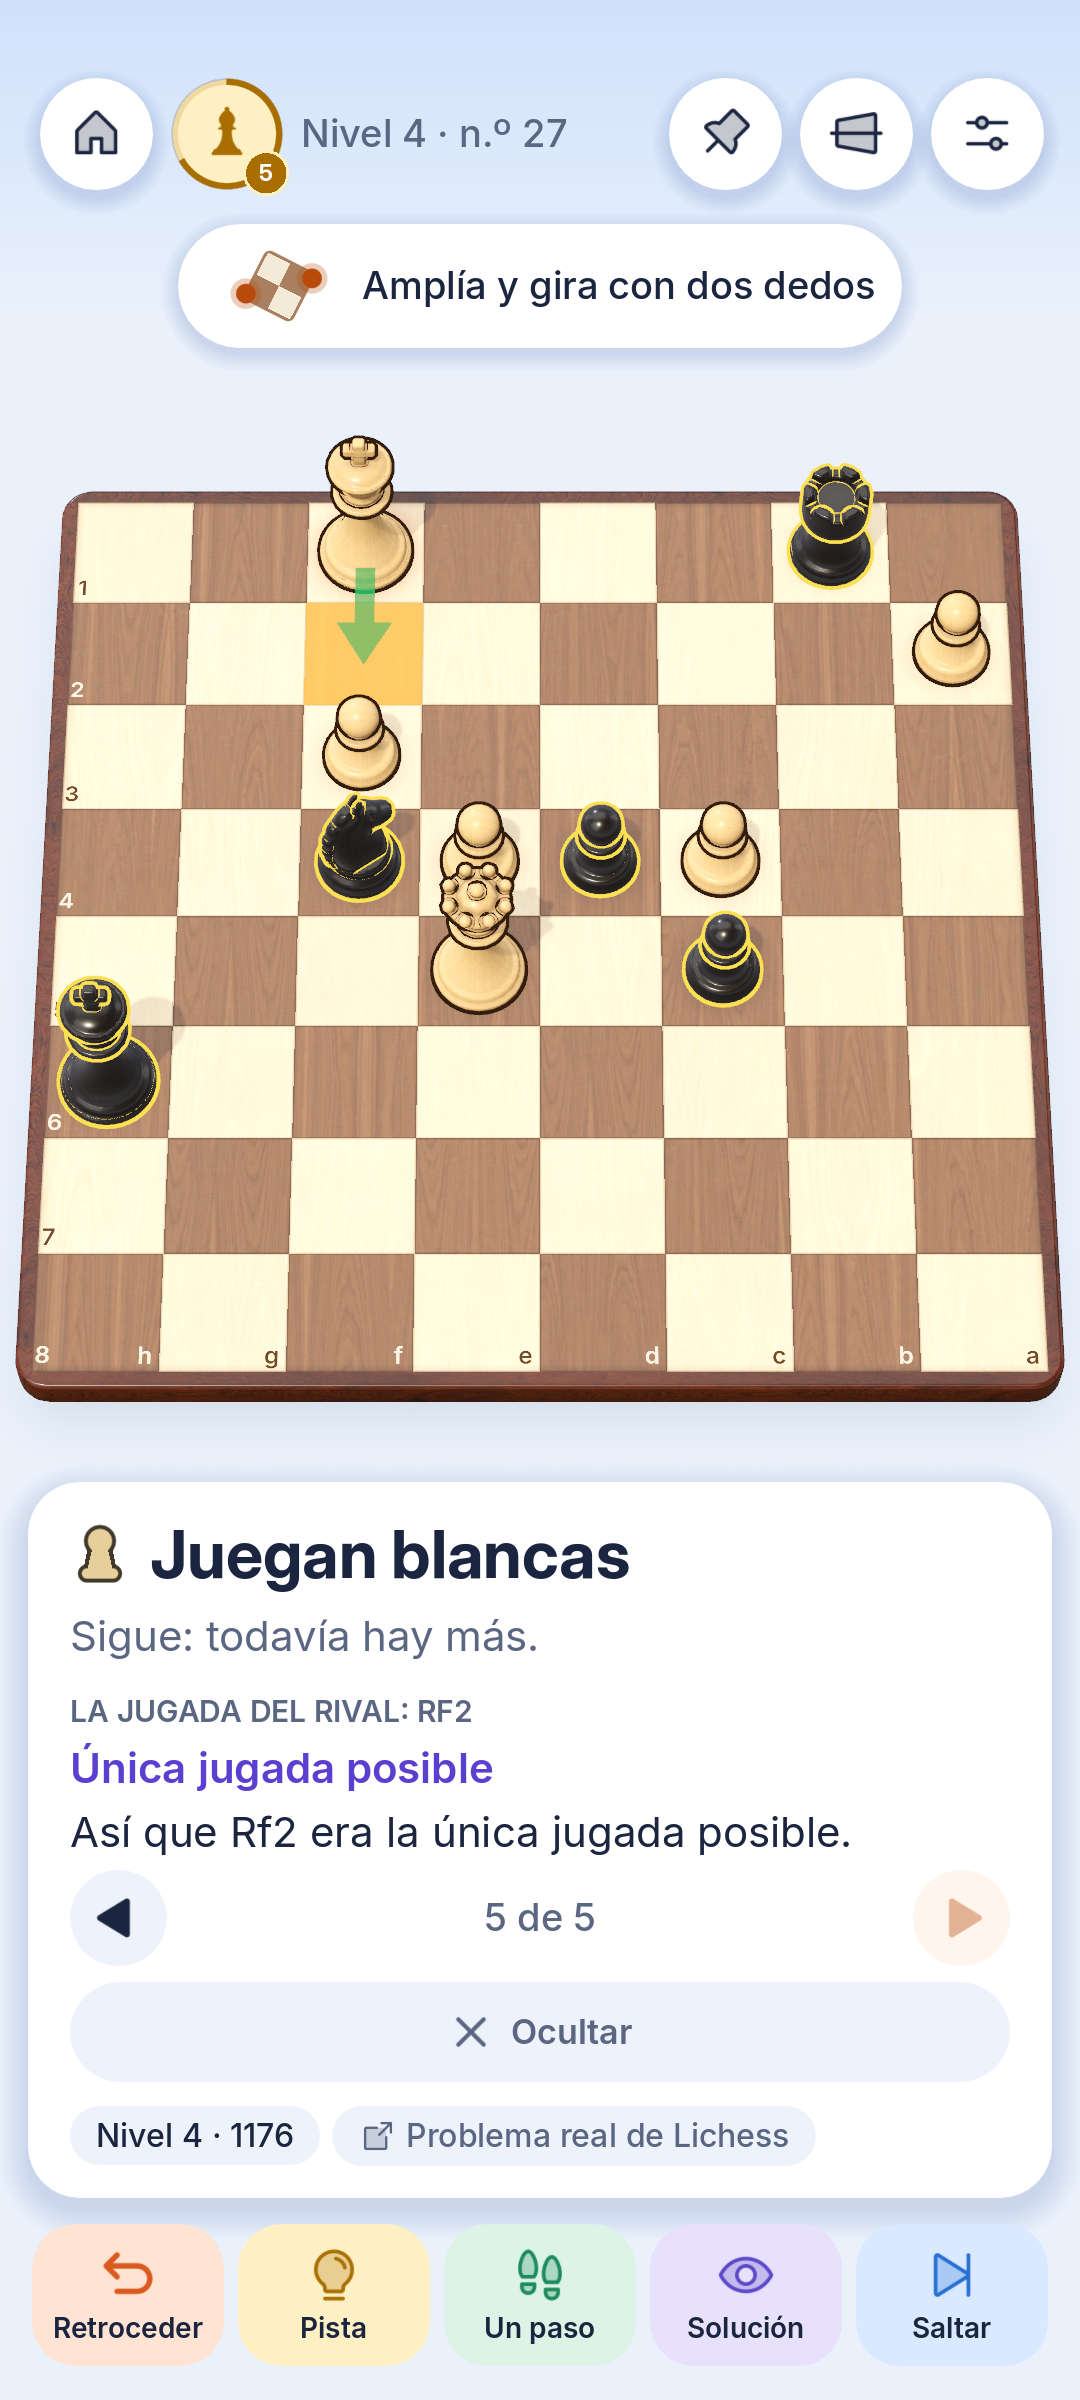 Nivel 4 · n.º 27
5
Amplía y gira con dos dedos
1
2
3
4
6
7
8 h g f e d c b a
Juegan blancas
Sigue: todavía hay más.
LA JUGADA DEL RIVAL: RF2
Única jugada posible
Así que Rf2 era la única jugada posible.
5 de 5
Ocultar
Nivel 4 · 1176
Problema real de Lichess
Retroceder
Pista
Un paso
Solución
Saltar